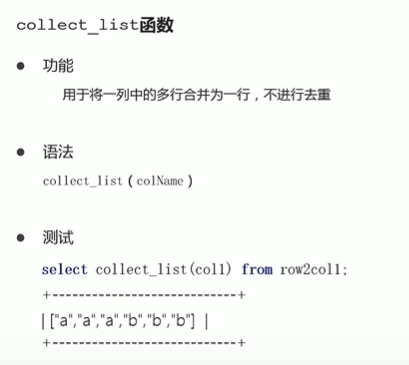 collect_list函数
● 功能
用于将一列中的多行合并为一行，不进行去重
● 语法
collect_list（colName）
● 测试
select collect_list(col1) from row2col1;
+----------------------------+
| ["a","a","a","b","b","b"] |
+----------------------------+